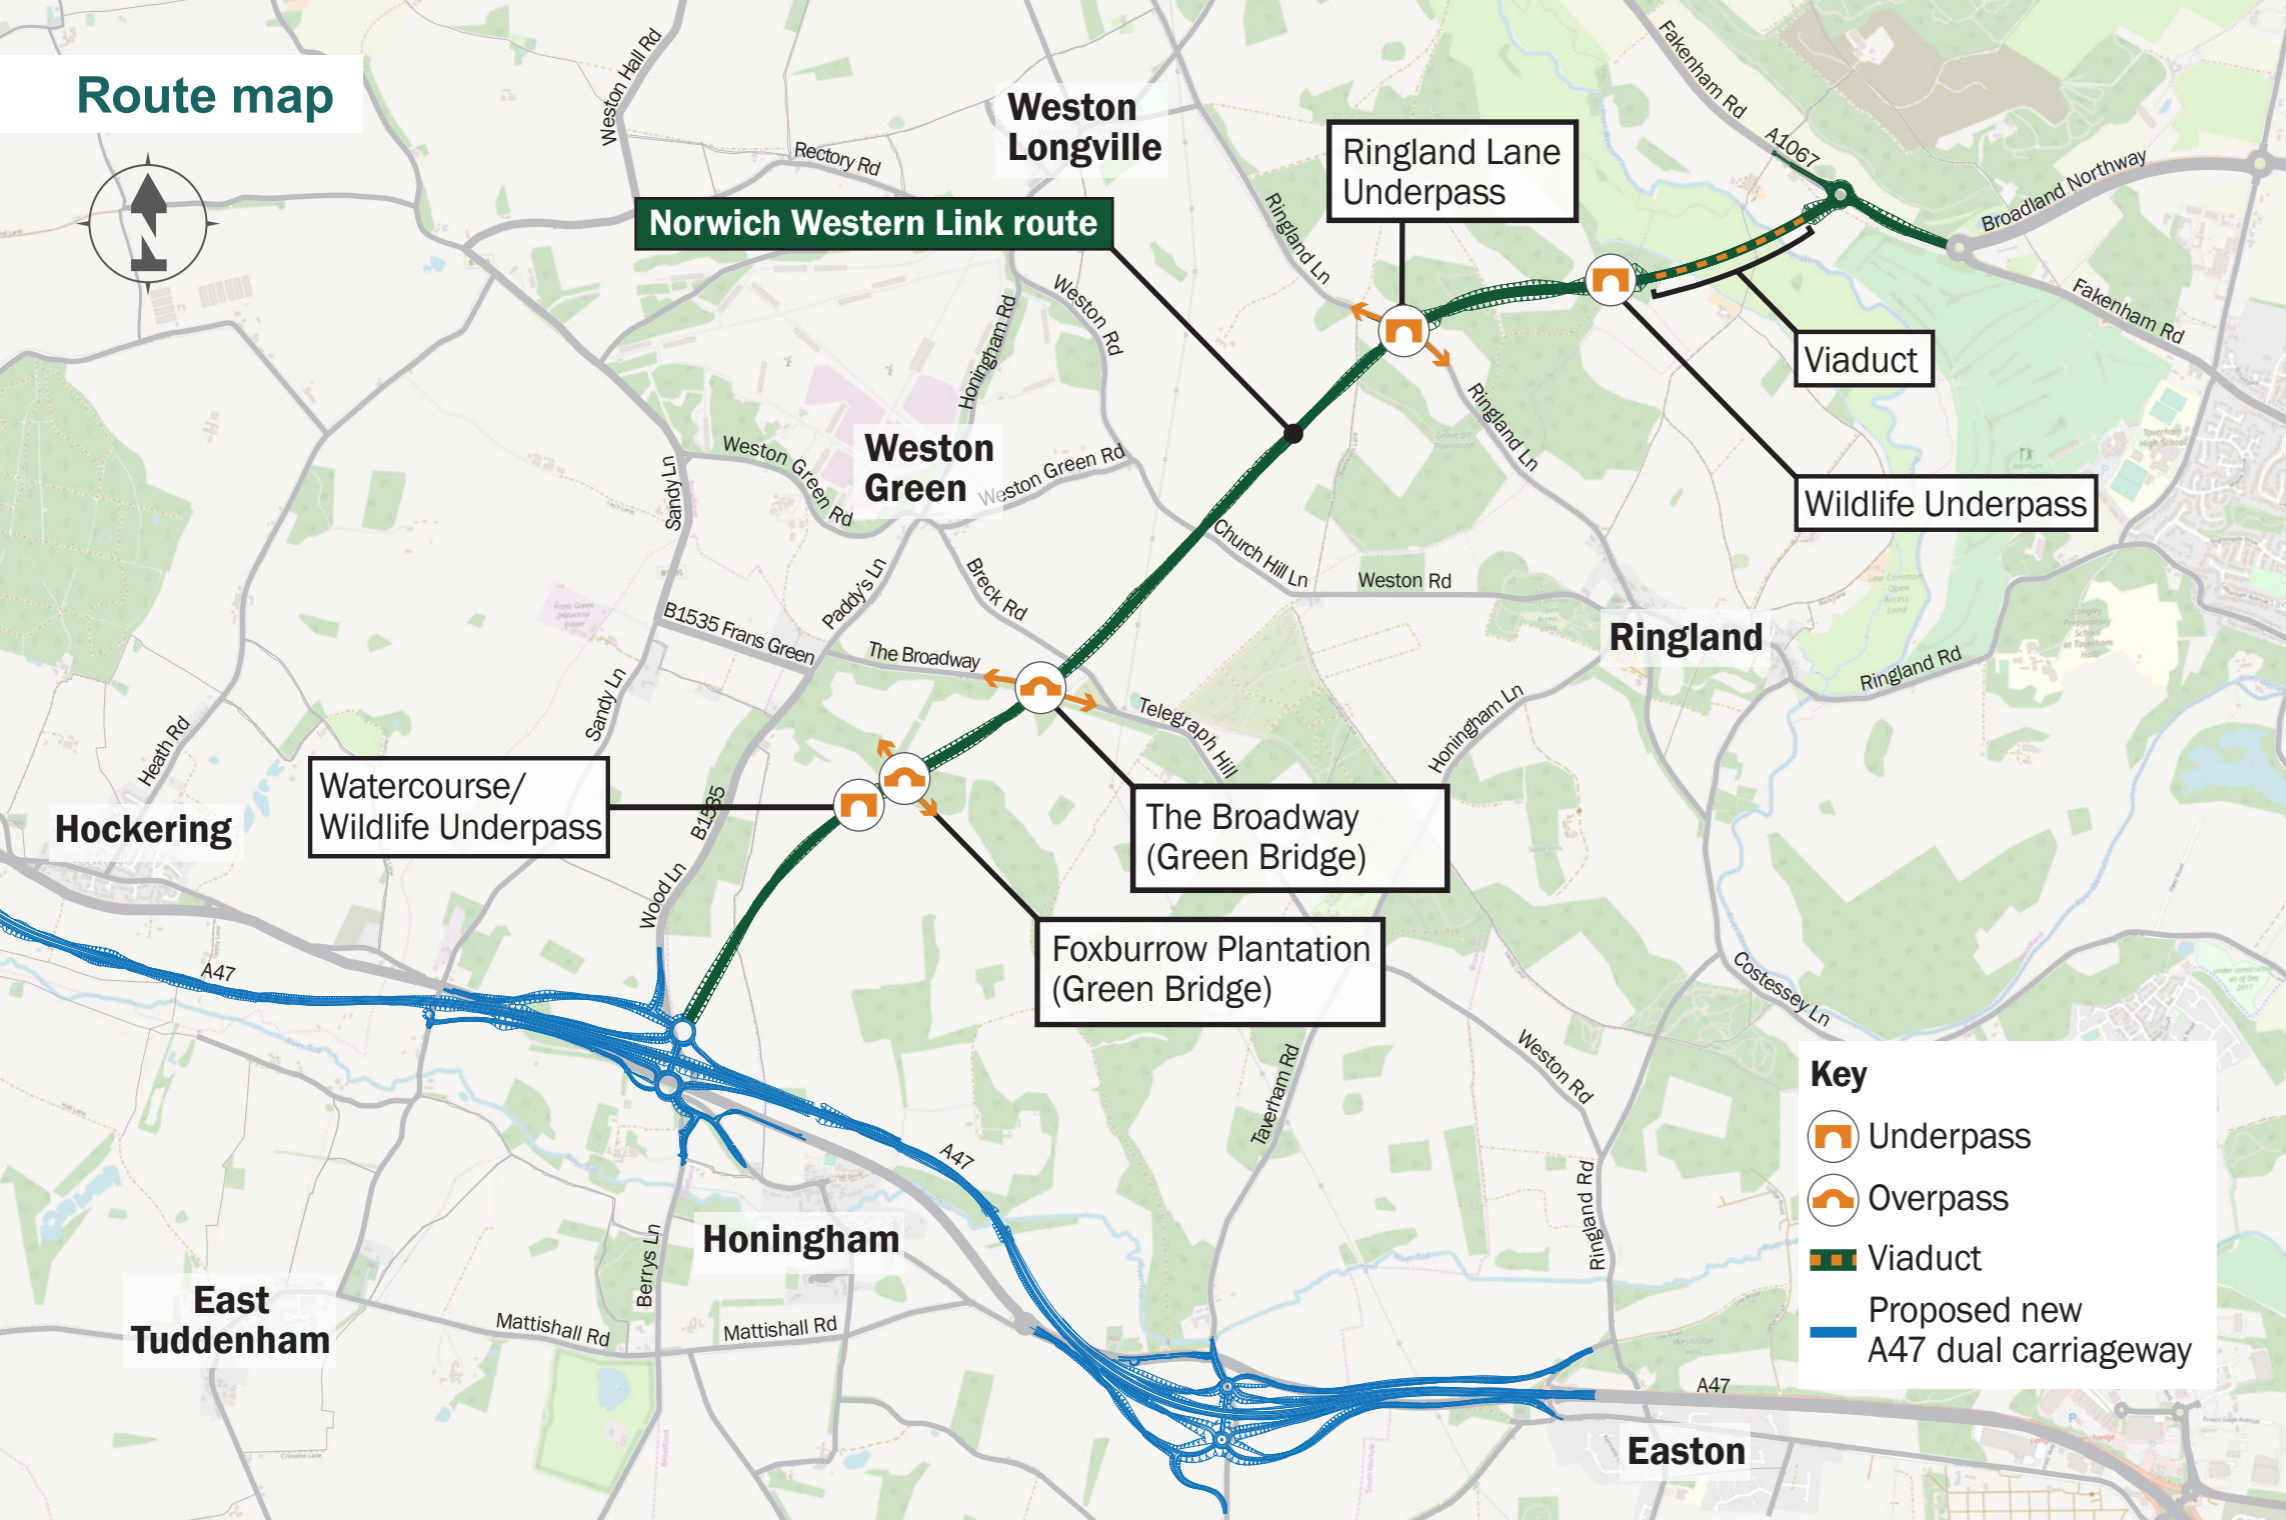 Route map
N
Weston Hall Rd
Rectory Rd
Weston
Longville
Norwich Western Link route
Ringland Lane
Underpass
Ringland Ln
Fakenham Rd
A1067
Broadland Northway
Fakenham Rd
Viaduct
Wildlife Underpass
Weston Rd
Honingham Rd
Weston
Green
Weston Green Rd
Weston Green Rd
Sandy Ln
Ringland Ln
Church Hill Ln
Weston Rd
Ringland
Ringland Rd
Paddy's Ln
Breck Rd
B1535 Frans Green
The Broadway
Telegraph Hill
Honingham Ln
Sandy Ln
Heath Rd
Hockering
Watercourse/
Wildlife Underpass
B1535
Wood Ln
The Broadway
(Green Bridge)
Foxburrow Plantation
(Green Bridge)
A47
Costessey Ln
Weston Rd
Taverham Rd
Ringland Rd
A47
Honingham
Berrys Ln
East
Tuddenham
Mattishall Rd
Mattishall Rd
A47
Easton
Key
Underpass
Overpass
Viaduct
Proposed new
A47 dual carriageway